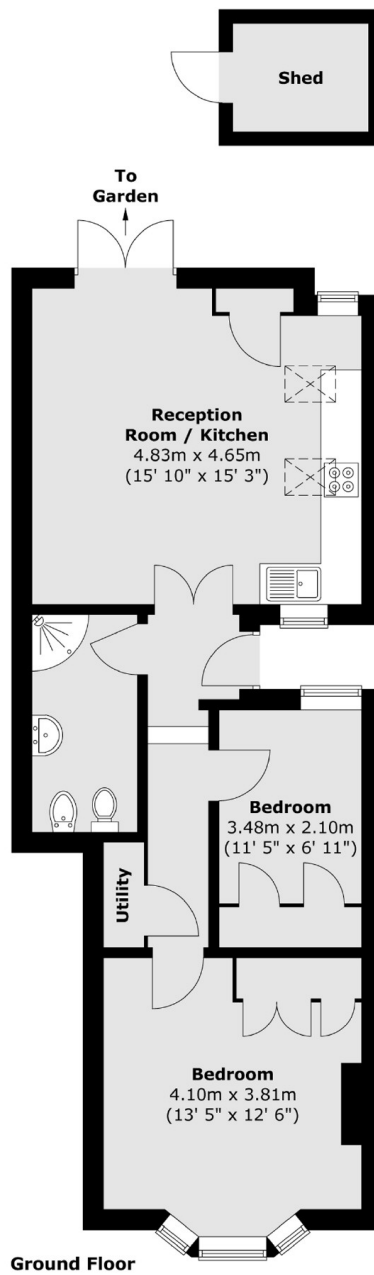 Shed
To
Garden
Reception
Room / Kitchen
4.83m x 4.65m
(15' 10" x 15' 3")
Bedroom
3.48m x 2.10m
(11' 5" x 6' 11")
Utility
Bedroom
4.10m x 3.81m
(13' 5" x 12' 6")
Ground Floor